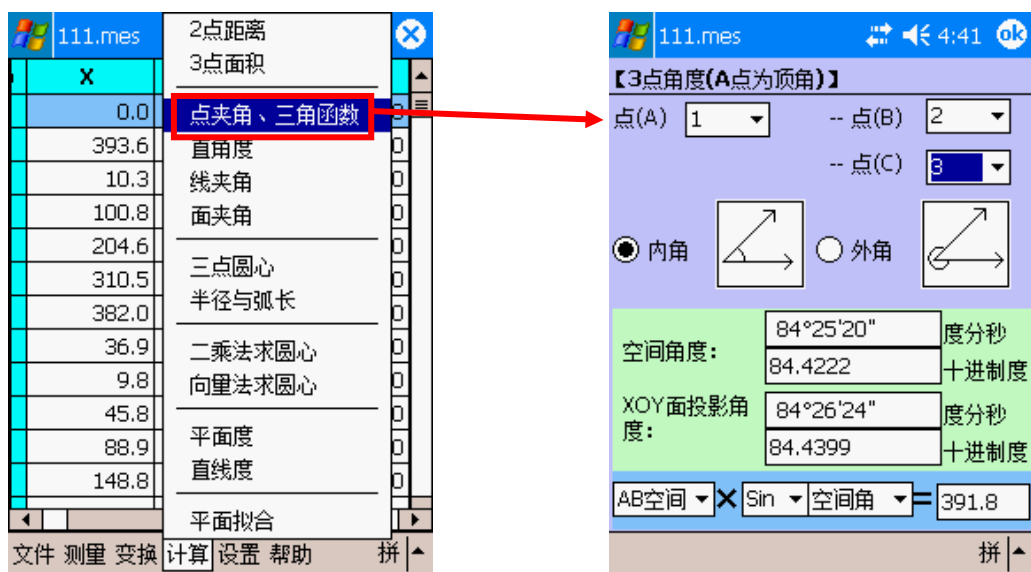 111.mes
X
0.0
393.6
10.3
100.8
204.6
310.5
382.0
36.9
9.8
45.8
88.9
148.8
2点距离
3点面积
点夹角、三角函数
直角度
线夹角
面夹角
三点圆心
半径与弧长
二乘法求圆心
向量法求圆心
平面度
直线度
平面拟合
文件 测量 变换 计算 设置 帮助 拼
111.mes 4:41 ok
【3点角度(A点为顶角)】
点(A) 1 -- 点(B) 2
-- 点(C) 3
内角 外角
空间角度: 84°25'20" 度分秒
84.4222 十进制度
XOY面投影角度: 84°26'24" 度分秒
84.4399 十进制度
AB空间 × Sin 空间角 = 391.8
拼